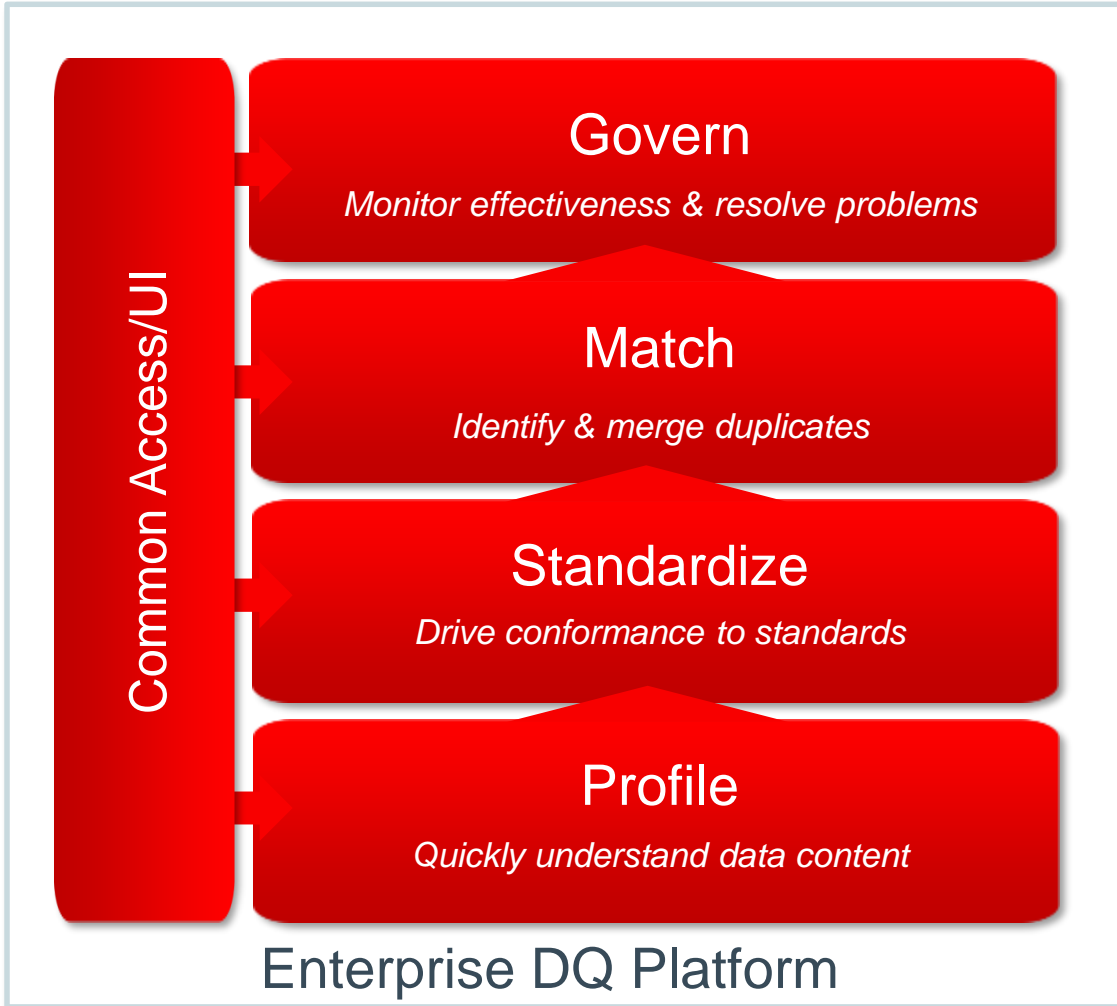 Common Access/UI
Govern
Monitor effectiveness & resolve problems
Match
Identify & merge duplicates
Standardize
Drive conformance to standards
Profile
Quickly understand data content
Enterprise DQ Platform